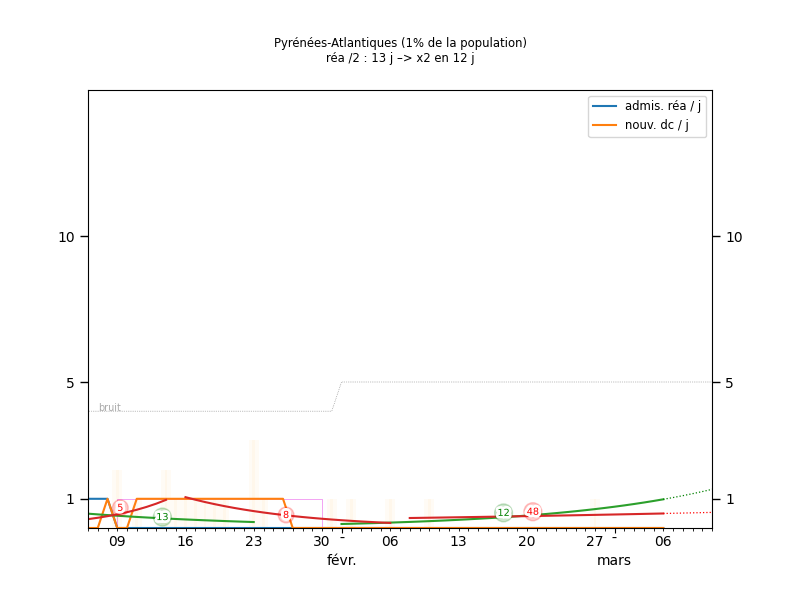 Pyrénées-Atlantiques (1% de la population)
réa /2 : 13 j –> x2 en 12 j
admis. réa / j
nouv. dc / j
10 10
5 5
bruit
1 1
5 13 8 12 48
09 16 23 30 - 06 13 20 27 - 06
févr. mars